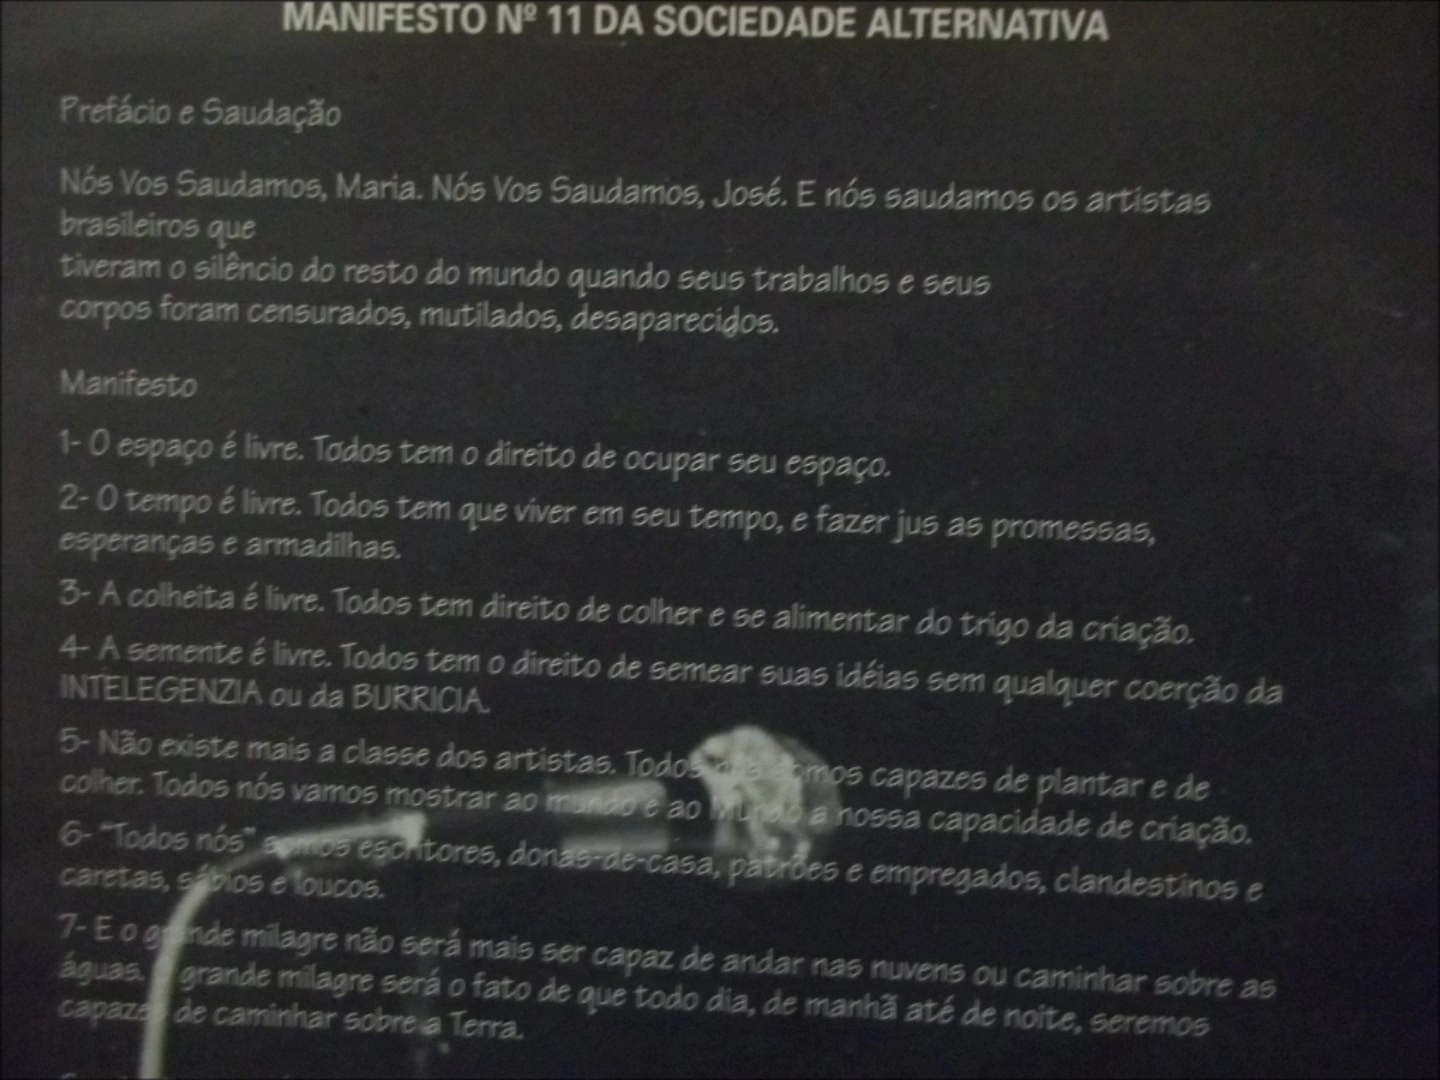 MANIFESTO Nº 11 DA SOCIEDADE ALTERNATIVA
Prefácio e Saudação
Nós Vos Saudamos, Maria. Nós Vos Saudamos, José. E nós saudamos os artistas
brasileiros que
tiveram o silêncio do resto do mundo quando seus trabalhos e seus
corpos foram censurados, mutilados, desaparecidos.
Manifesto
1- O espaço é livre. Todos tem o direito de ocupar seu espaço.
2- O tempo é livre. Todos tem que viver em seu tempo, e fazer jus as promessas,
esperanças e armadilhas.
3- A colheita é livre. Todos tem direito de colher e se alimentar do trigo da criação.
4- A semente é livre. Todos tem o direito de semear suas idéias sem qualquer coerção da
INTELEGENZIA ou da BURRICIA.
5- Não existe mais a classe dos artistas. Todos nós somos capazes de plantar e de
colher. Todos nós vamos mostrar ao mundo e ao Mundo a nossa capacidade de criação.
6- "Todos nós" somos escritores, donas-de-casa, patrões e empregados, clandestinos e
caretas, sábios e loucos.
7- E o grande milagre não será mais ser capaz de andar nas nuvens ou caminhar sobre as
águas. grande milagre será o fato de que todo dia, de manhã até de noite, seremos
capazes de caminhar sobre a Terra.